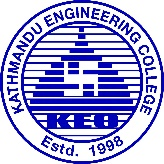 KATHMANDU ENGINEERING COLLEGE
KEC
Estd. 1998